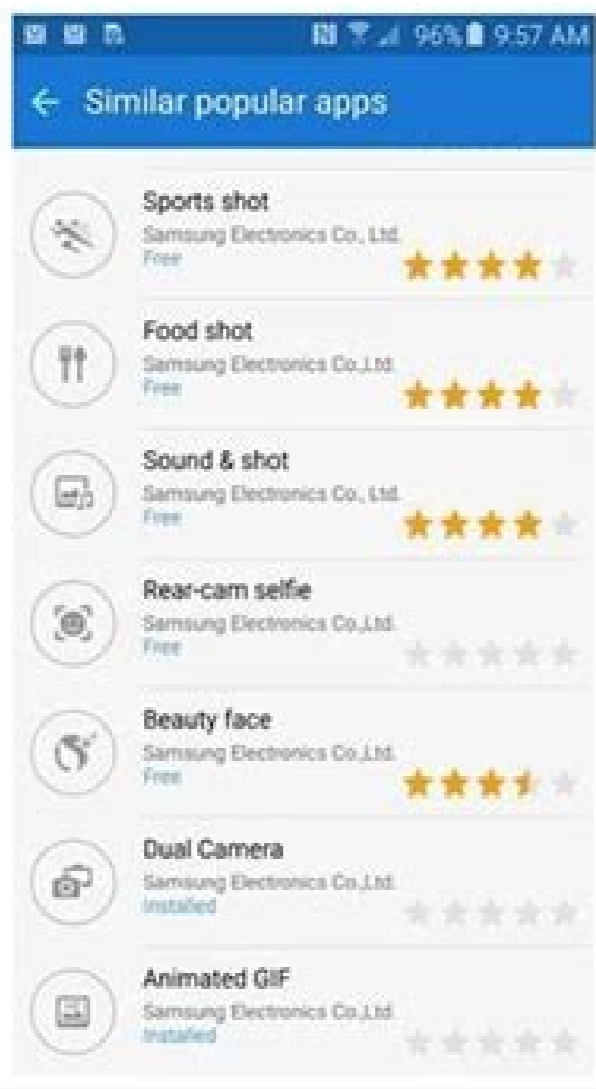 96% 9:57 AM
Similar popular apps
Sports shot
Samsung Electronics Co., Ltd.
Free
Food shot
Samsung Electronics Co.,Ltd.
Free
Sound & shot
Samsung Electronics Co., Ltd.
Free
Rear-cam selfie
Samsung Electronics Co.,Ltd.
Free
Beauty face
Samsung Electronics Co.,Ltd.
Free
Dual Camera
Samsung Electronics Co.,Ltd.
Installed
Animated GIF
Samsung Electronics Co.,Ltd.
Installed